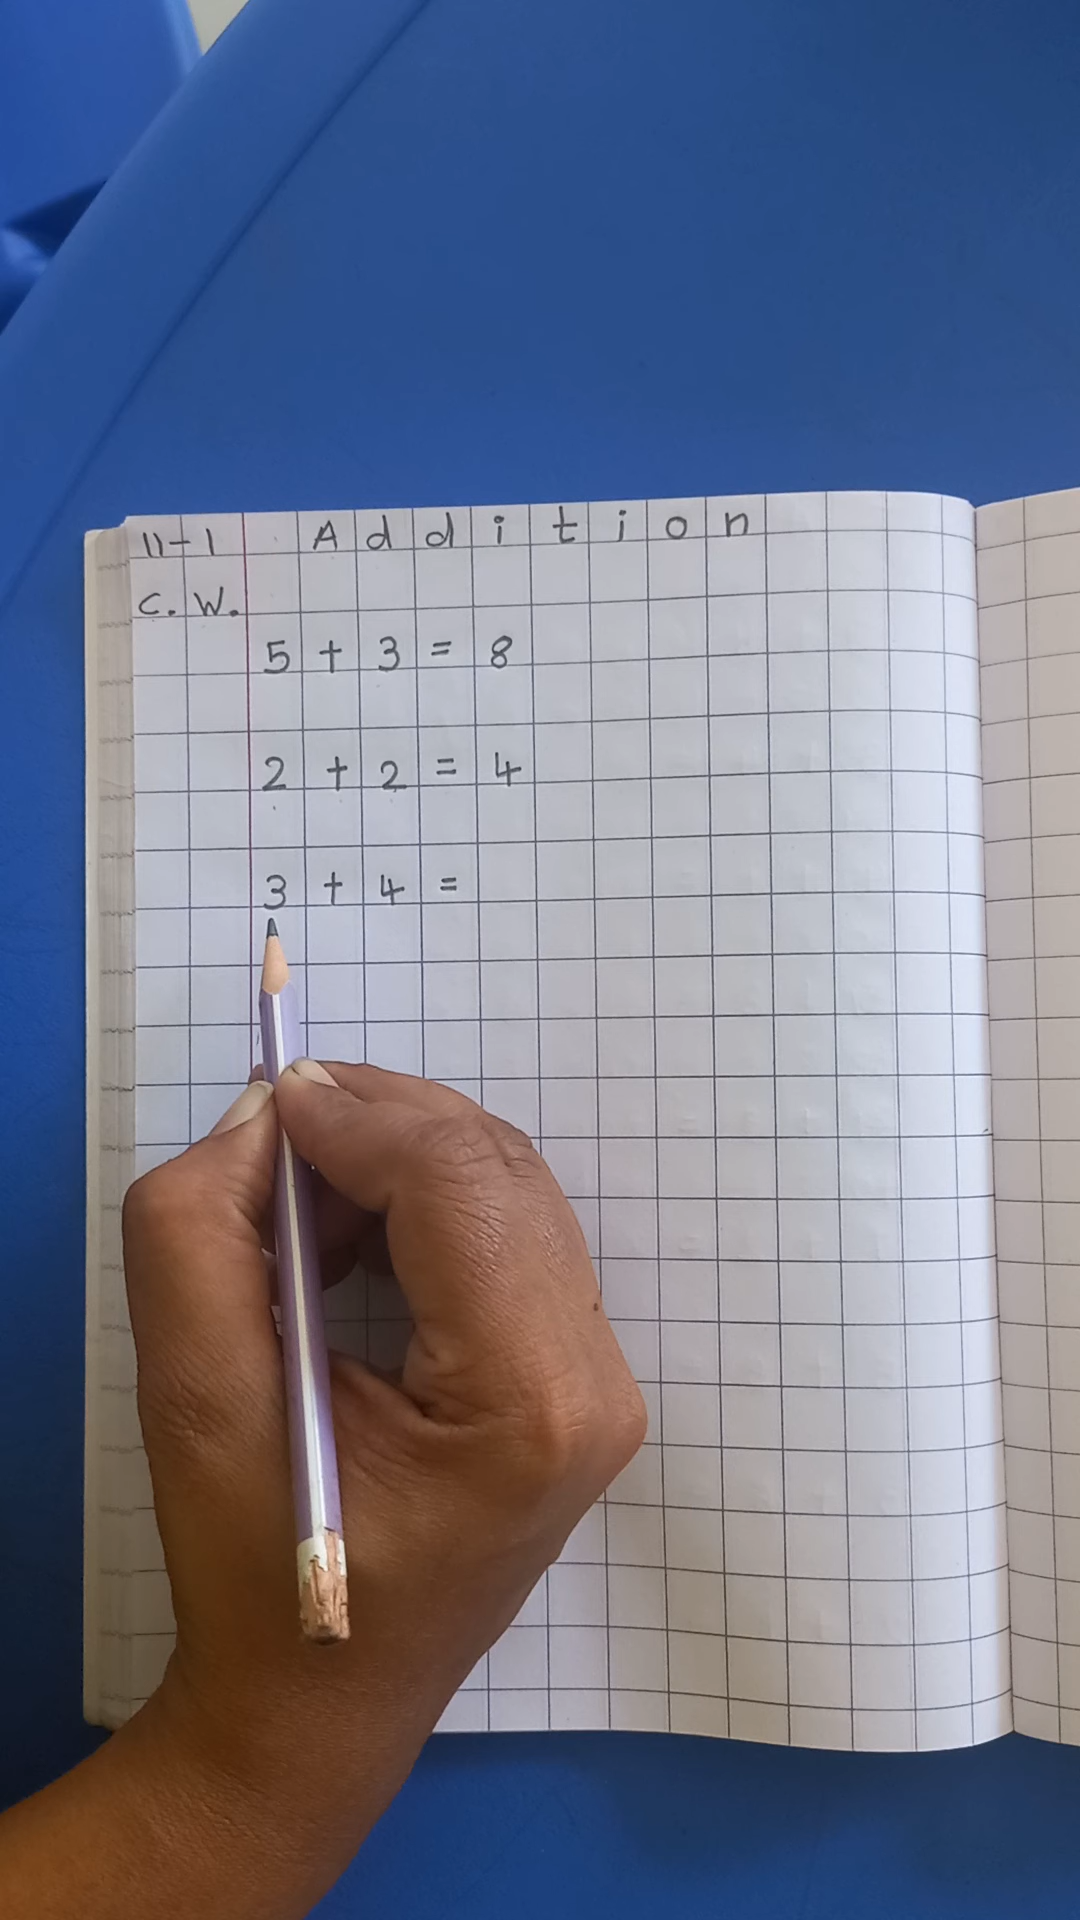 11-1 Addition
C.W.
5 + 3 = 8
2 + 2 = 4
3 + 4 =